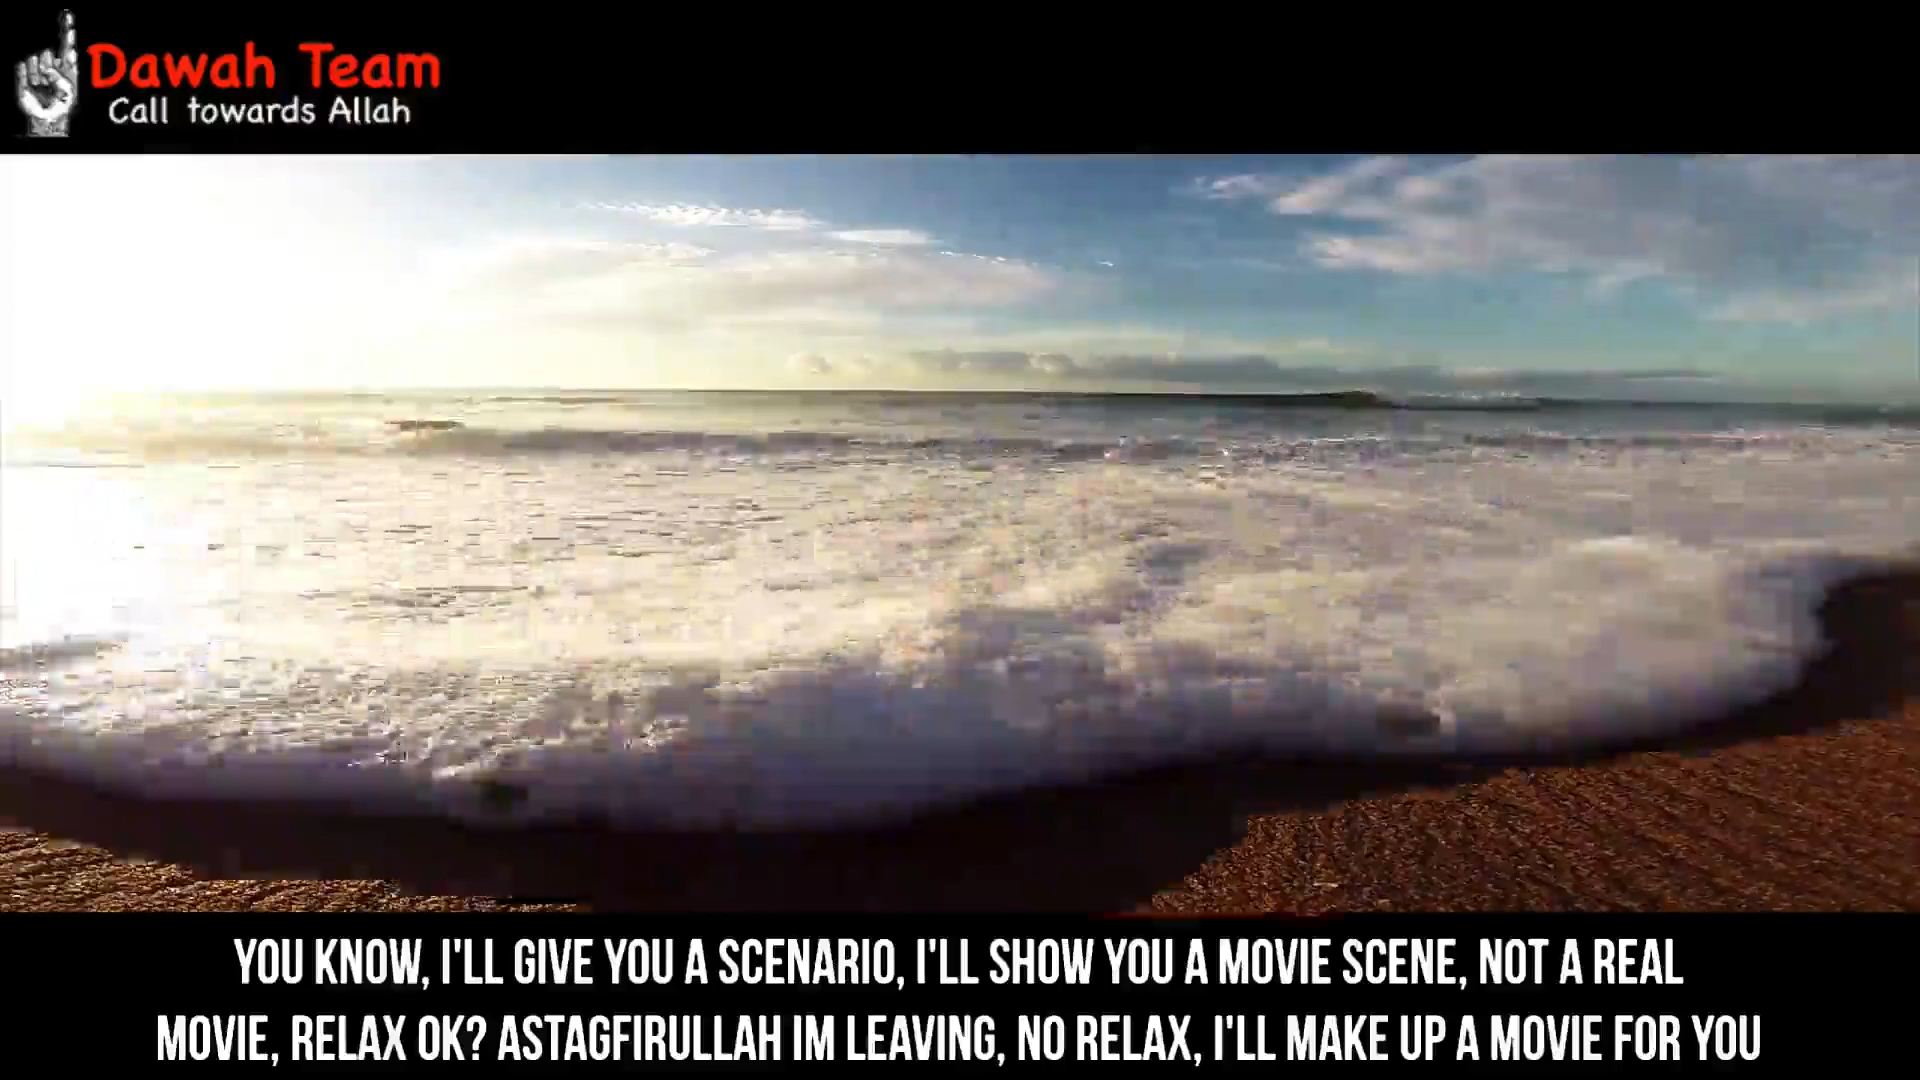 Dawah Team
Call towards Allah
YOU KNOW, I'LL GIVE YOU A SCENARIO, I'LL SHOW YOU A MOVIE SCENE, NOT A REAL
MOVIE, RELAX OK? ASTAGFIRULLAH IM LEAVING, NO RELAX, I'LL MAKE UP A MOVIE FOR YOU